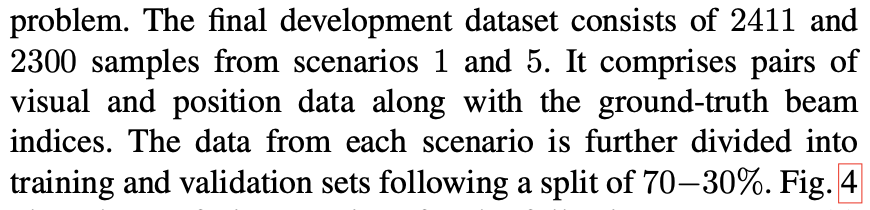 problem. The final development dataset consists of 2411 and
2300 samples from scenarios 1 and 5. It comprises pairs of
visual and position data along with the ground-truth beam
indices. The data from each scenario is further divided into
training and validation sets following a split of 70−30%. Fig. 4